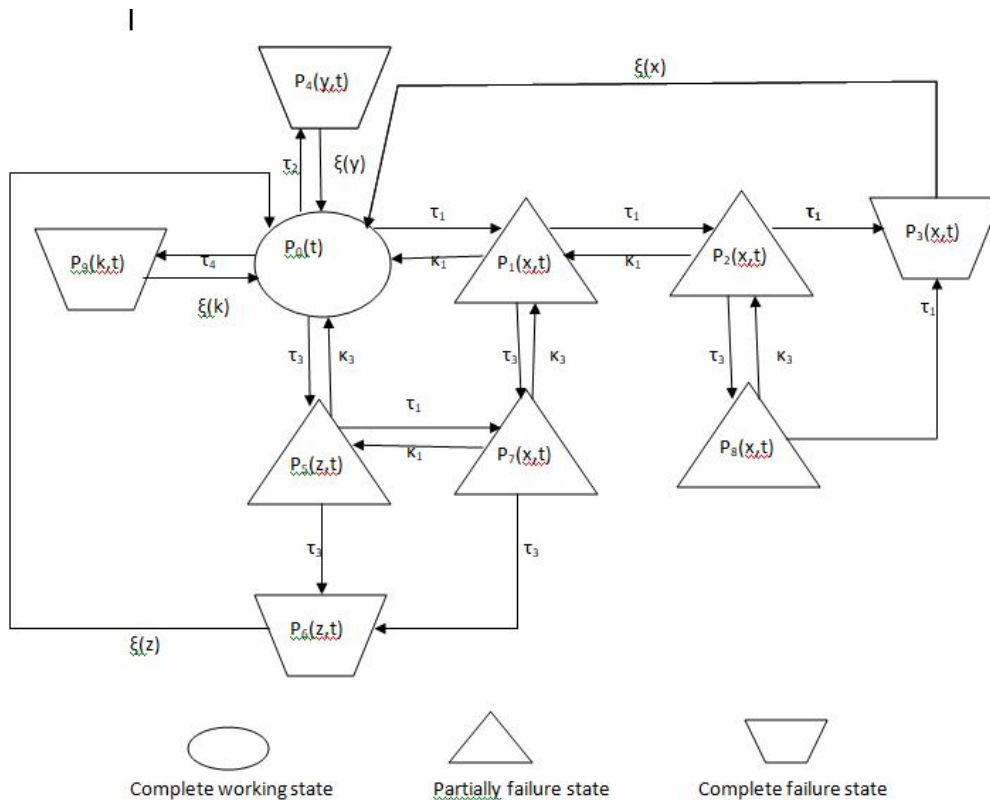 P₄(y,t)
ξ(x)
τ₂
ξ(y)
P₀(t)
τ₁
τ₁
τ₁
P₉(k,t)
τ₄
κ₁
P₁(x,t)
κ₁
P₂(x,t)
P₃(x,t)
ξ(k)
τ₁
τ₃
κ₃
τ₃
κ₃
τ₃
κ₃
τ₁
P₅(z,t)
κ₁
P₇(x,t)
P₈(x,t)
τ₃
τ₃
P₆(z,t)
ξ(z)
Complete working state
Partially failure state
Complete failure state